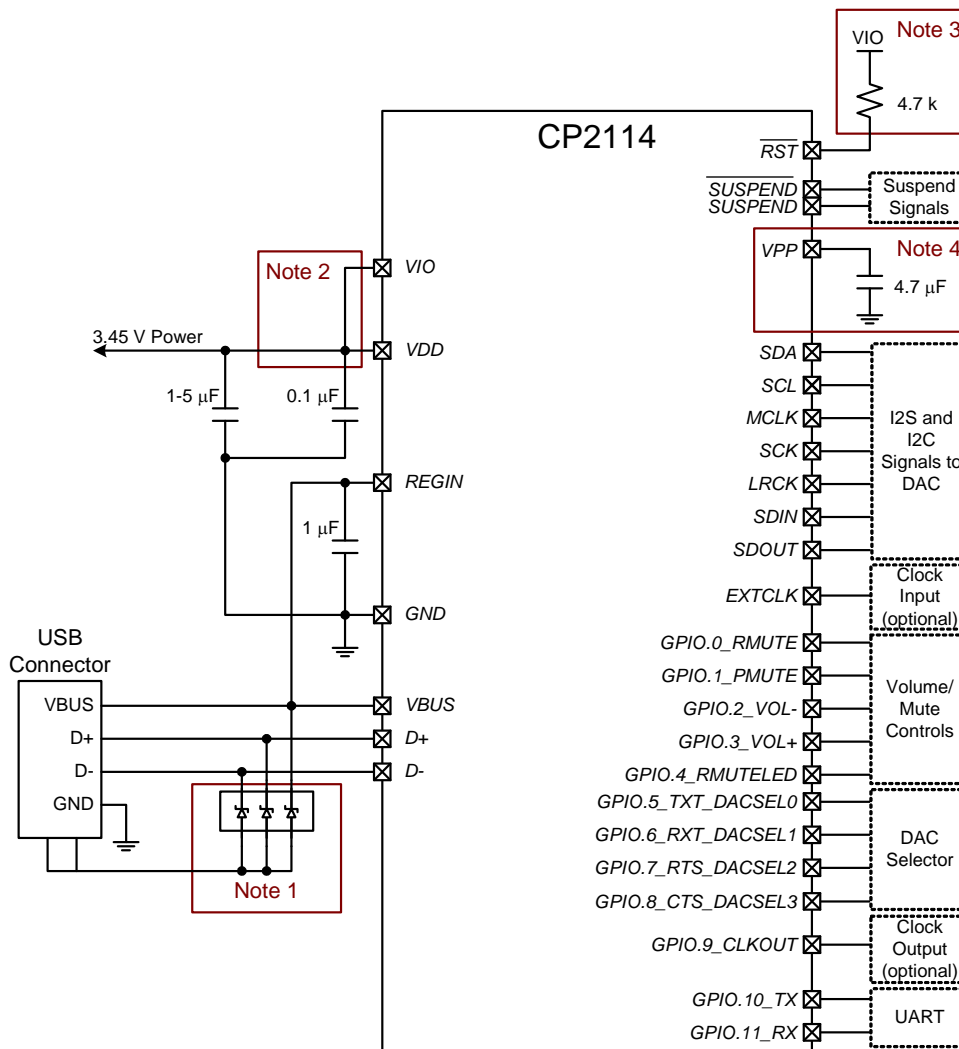 Note 3
VIO
4.7 k
CP2114
RST
SUSPEND
SUSPEND
Suspend
Signals
Note 4
VPP
4.7 μF
Note 2
VIO
3.45 V Power
VDD
1-5 μF
0.1 μF
REGIN
1 μF
GND
USB
Connector
VBUS
D+
D-
GND
VBUS
D+
D-
Note 1
SDA
SCL
MCLK
SCK
LRCK
SDIN
SDOUT
I2S and
I2C
Signals to
DAC
EXTCLK
Clock
Input
(optional)
GPIO.0_RMUTE
GPIO.1_PMUTE
GPIO.2_VOL-
GPIO.3_VOL+
GPIO.4_RMUTELED
Volume/
Mute
Controls
GPIO.5_TXT_DACSEL0
GPIO.6_RXT_DACSEL1
GPIO.7_RTS_DACSEL2
GPIO.8_CTS_DACSEL3
DAC
Selector
GPIO.9_CLKOUT
Clock
Output
(optional)
GPIO.10_TX
GPIO.11_RX
UART